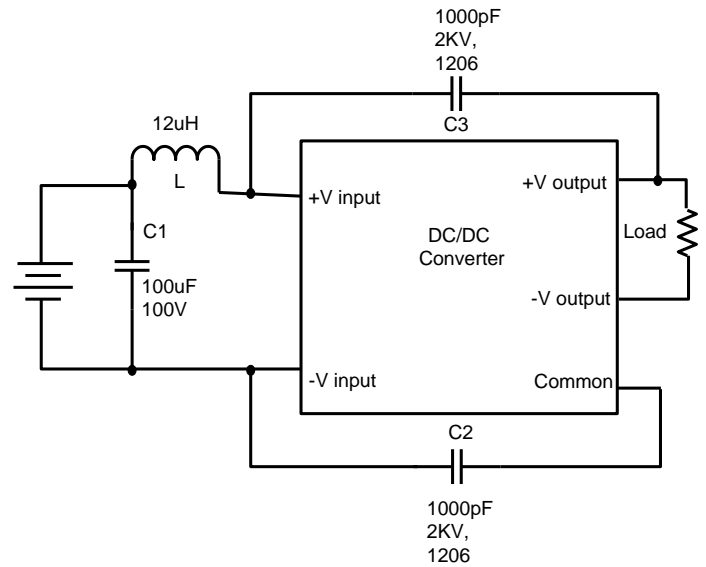 1000pF
2KV,
1206
C3
12uH
L
+V input
+V output
C1
DC/DC
Converter
Load
100uF
100V
-V output
-V input
Common
C2
1000pF
2KV,
1206